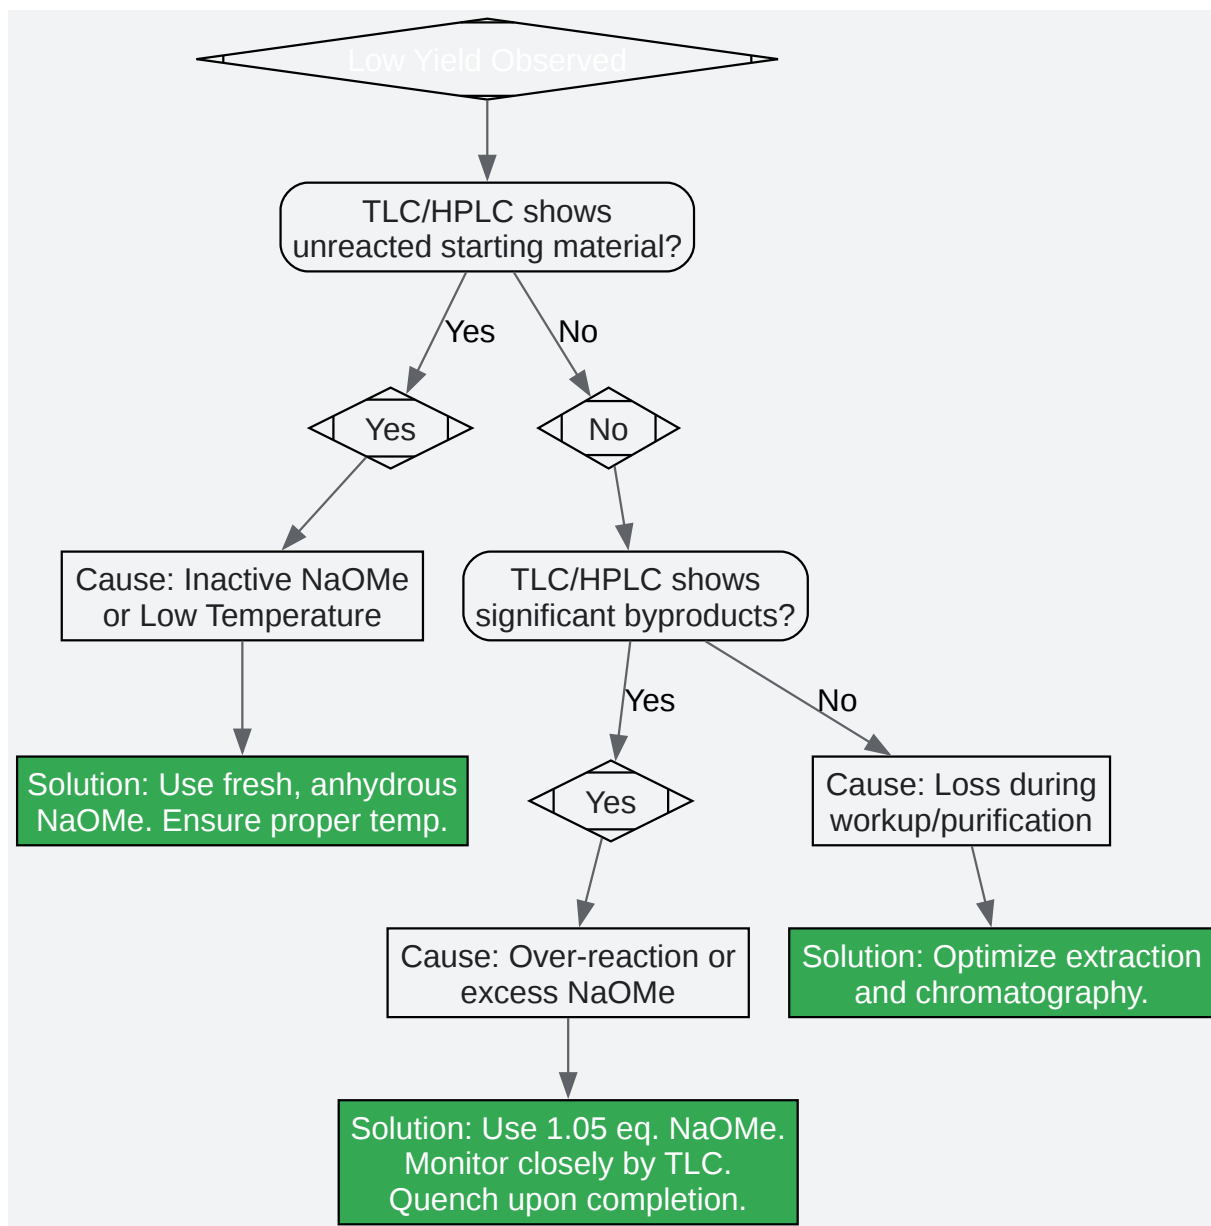 Low Yield Observed
TLC/HPLC shows
unreacted starting material?
Yes
No
Yes
No
Cause: Inactive NaOMe
or Low Temperature
TLC/HPLC shows
significant byproducts?
Yes
No
Solution: Use fresh, anhydrous
NaOMe. Ensure proper temp.
Yes
Cause: Loss during
workup/purification
Cause: Over-reaction or
excess NaOMe
Solution: Optimize extraction
and chromatography.
Solution: Use 1.05 eq. NaOMe.
Monitor closely by TLC.
Quench upon completion.